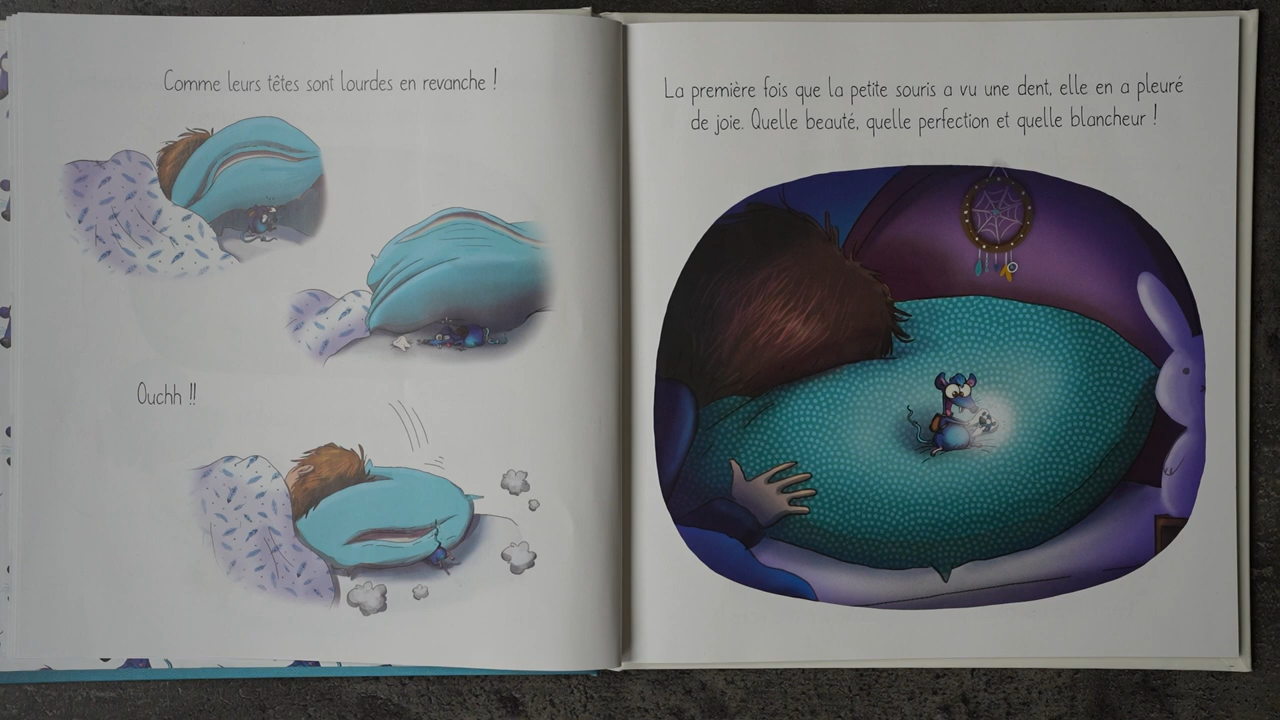 Comme leurs têtes sont lourdes en revanche !
Ouchh !!
La première fois que la petite souris a vu une dent, elle en a pleuré
de joie. Quelle beauté, quelle perfection et quelle blancheur !